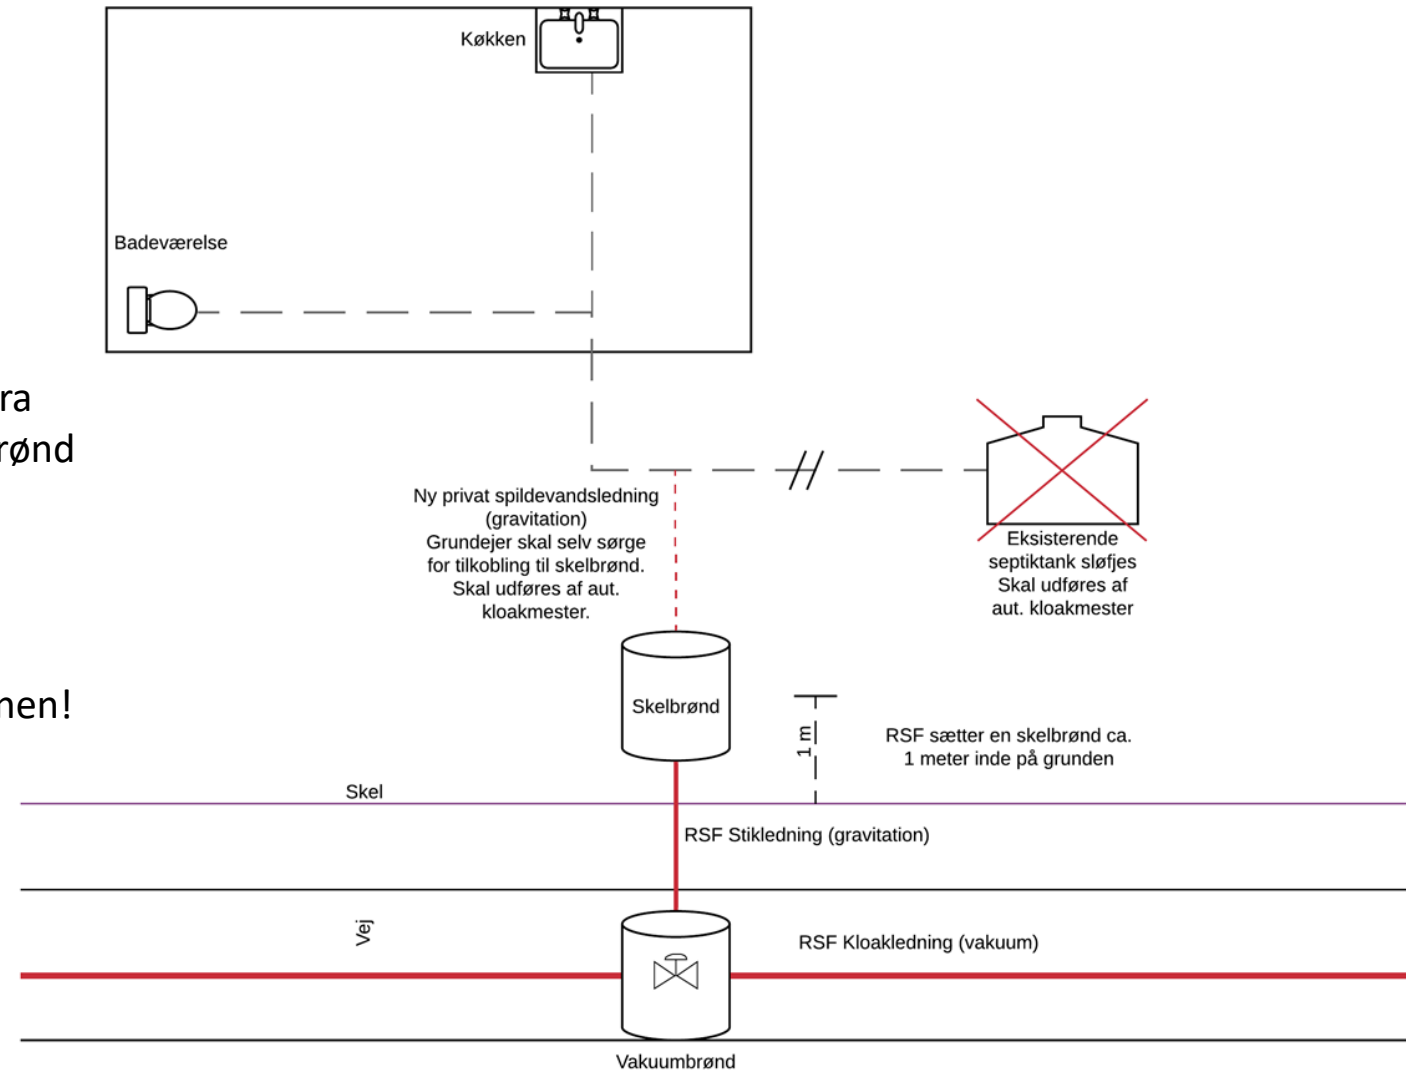 Køkken
Badeværelse
ra
rønd
Ny privat spildevandsledning
(gravitation)
Grundejer skal selv sørge
for tilkobling til skelbrønd.
Skal udføres af aut.
kloakmester.
Eksisterende
septiktank sløfjes
Skal udføres af
aut. kloakmester
nen!
Skelbrønd
1 m
RSF sætter en skelbrønd ca.
1 meter inde på grunden
Skel
RSF Stikledning (gravitation)
Vej
RSF Kloakledning (vakuum)
Vakuumbrønd